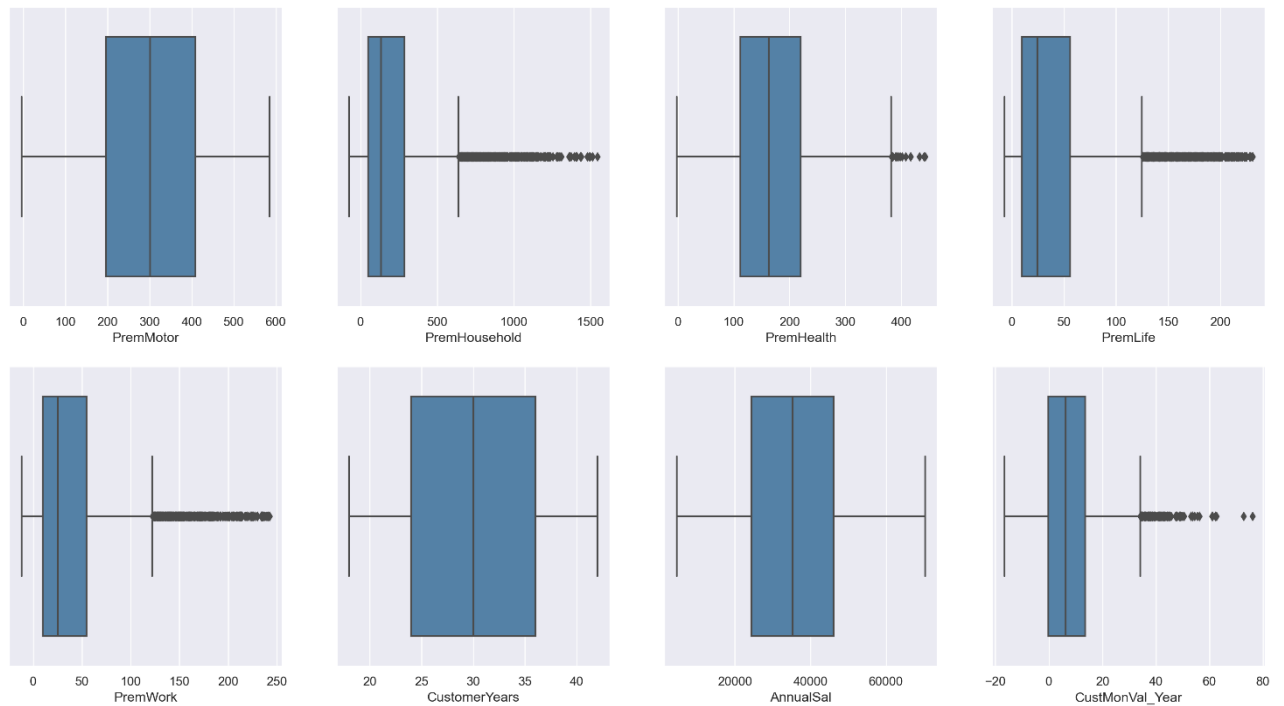 0 100 200 300 400 500 600
PremMotor
0 500 1000 1500
PremHousehold
0 100 200 300 400
PremHealth
0 50 100 150 200
PremLife
0 50 100 150 200 250
PremWork
20 25 30 35 40
CustomerYears
20000 40000 60000
AnnualSal
−20 0 20 40 60 80
CustMonVal_Year